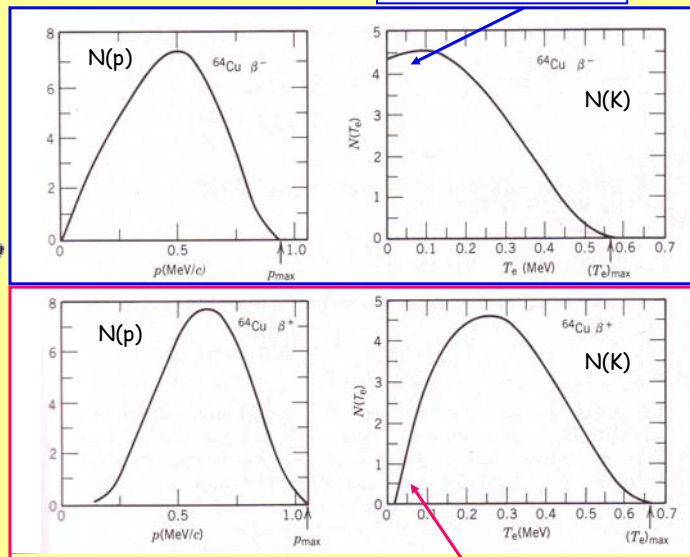 8
6
4
2
0
N(p)
⁶⁴Cu β⁻
0
0.5
1.0
p(MeV/c)
pmax
5
4
3
2
1
0
N(Te)
⁶⁴Cu β⁻
N(K)
0
0.1
0.2
0.3
0.4
0.5
0.6
0.7
Te (MeV)
(Te)max
8
6
4
2
0
N(p)
⁶⁴Cu β⁺
0
0.5
1.0
p(MeV/c)
pmax
5
4
3
2
1
0
N(Te)
⁶⁴Cu β⁺
N(K)
0
0.1
0.2
0.3
0.4
0.5
0.6
0.7
Te(MeV)
(Te)max